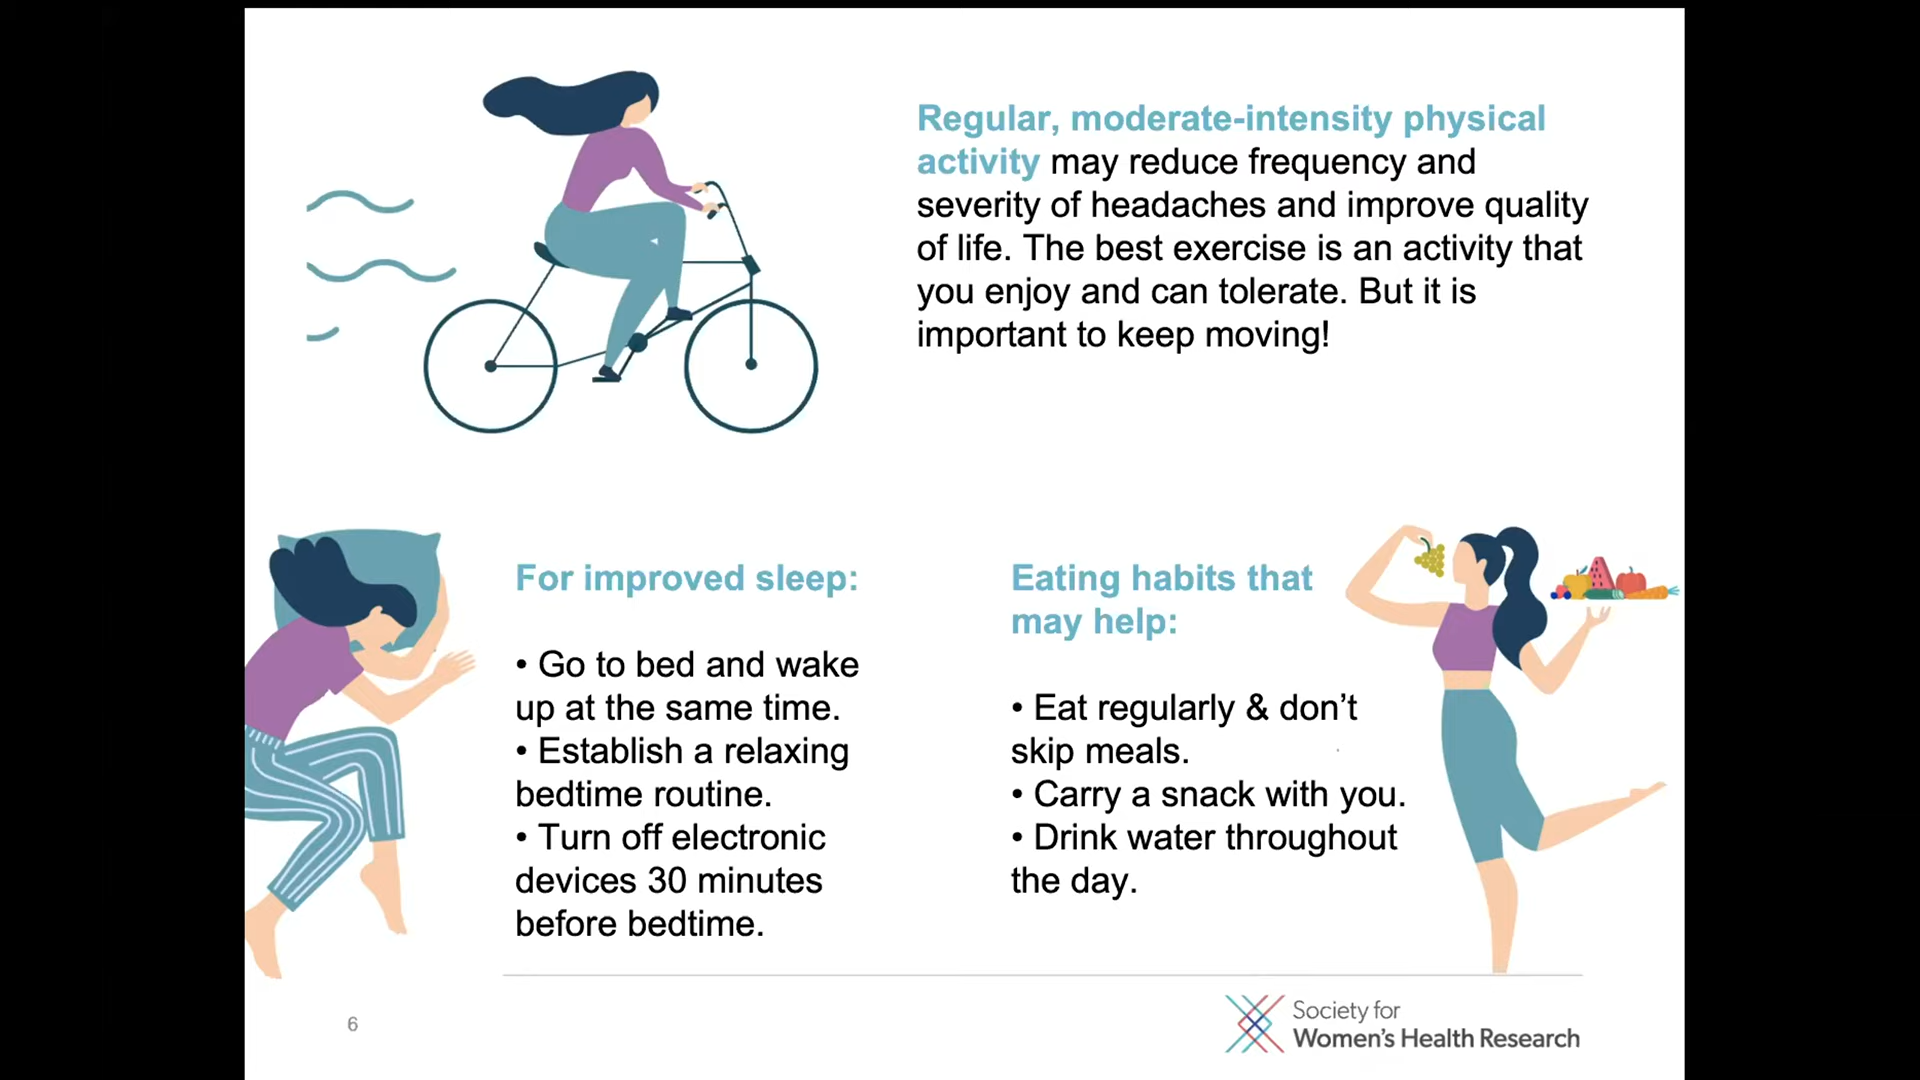 Regular, moderate-intensity physical
activity may reduce frequency and
severity of headaches and improve quality
of life. The best exercise is an activity that
you enjoy and can tolerate. But it is
important to keep moving!
For improved sleep:
• Go to bed and wake
up at the same time.
• Establish a relaxing
bedtime routine.
• Turn off electronic
devices 30 minutes
before bedtime.
Eating habits that
may help:
• Eat regularly & don’t
skip meals.
• Carry a snack with you.
• Drink water throughout
the day.
6
Society for
Women's Health Research